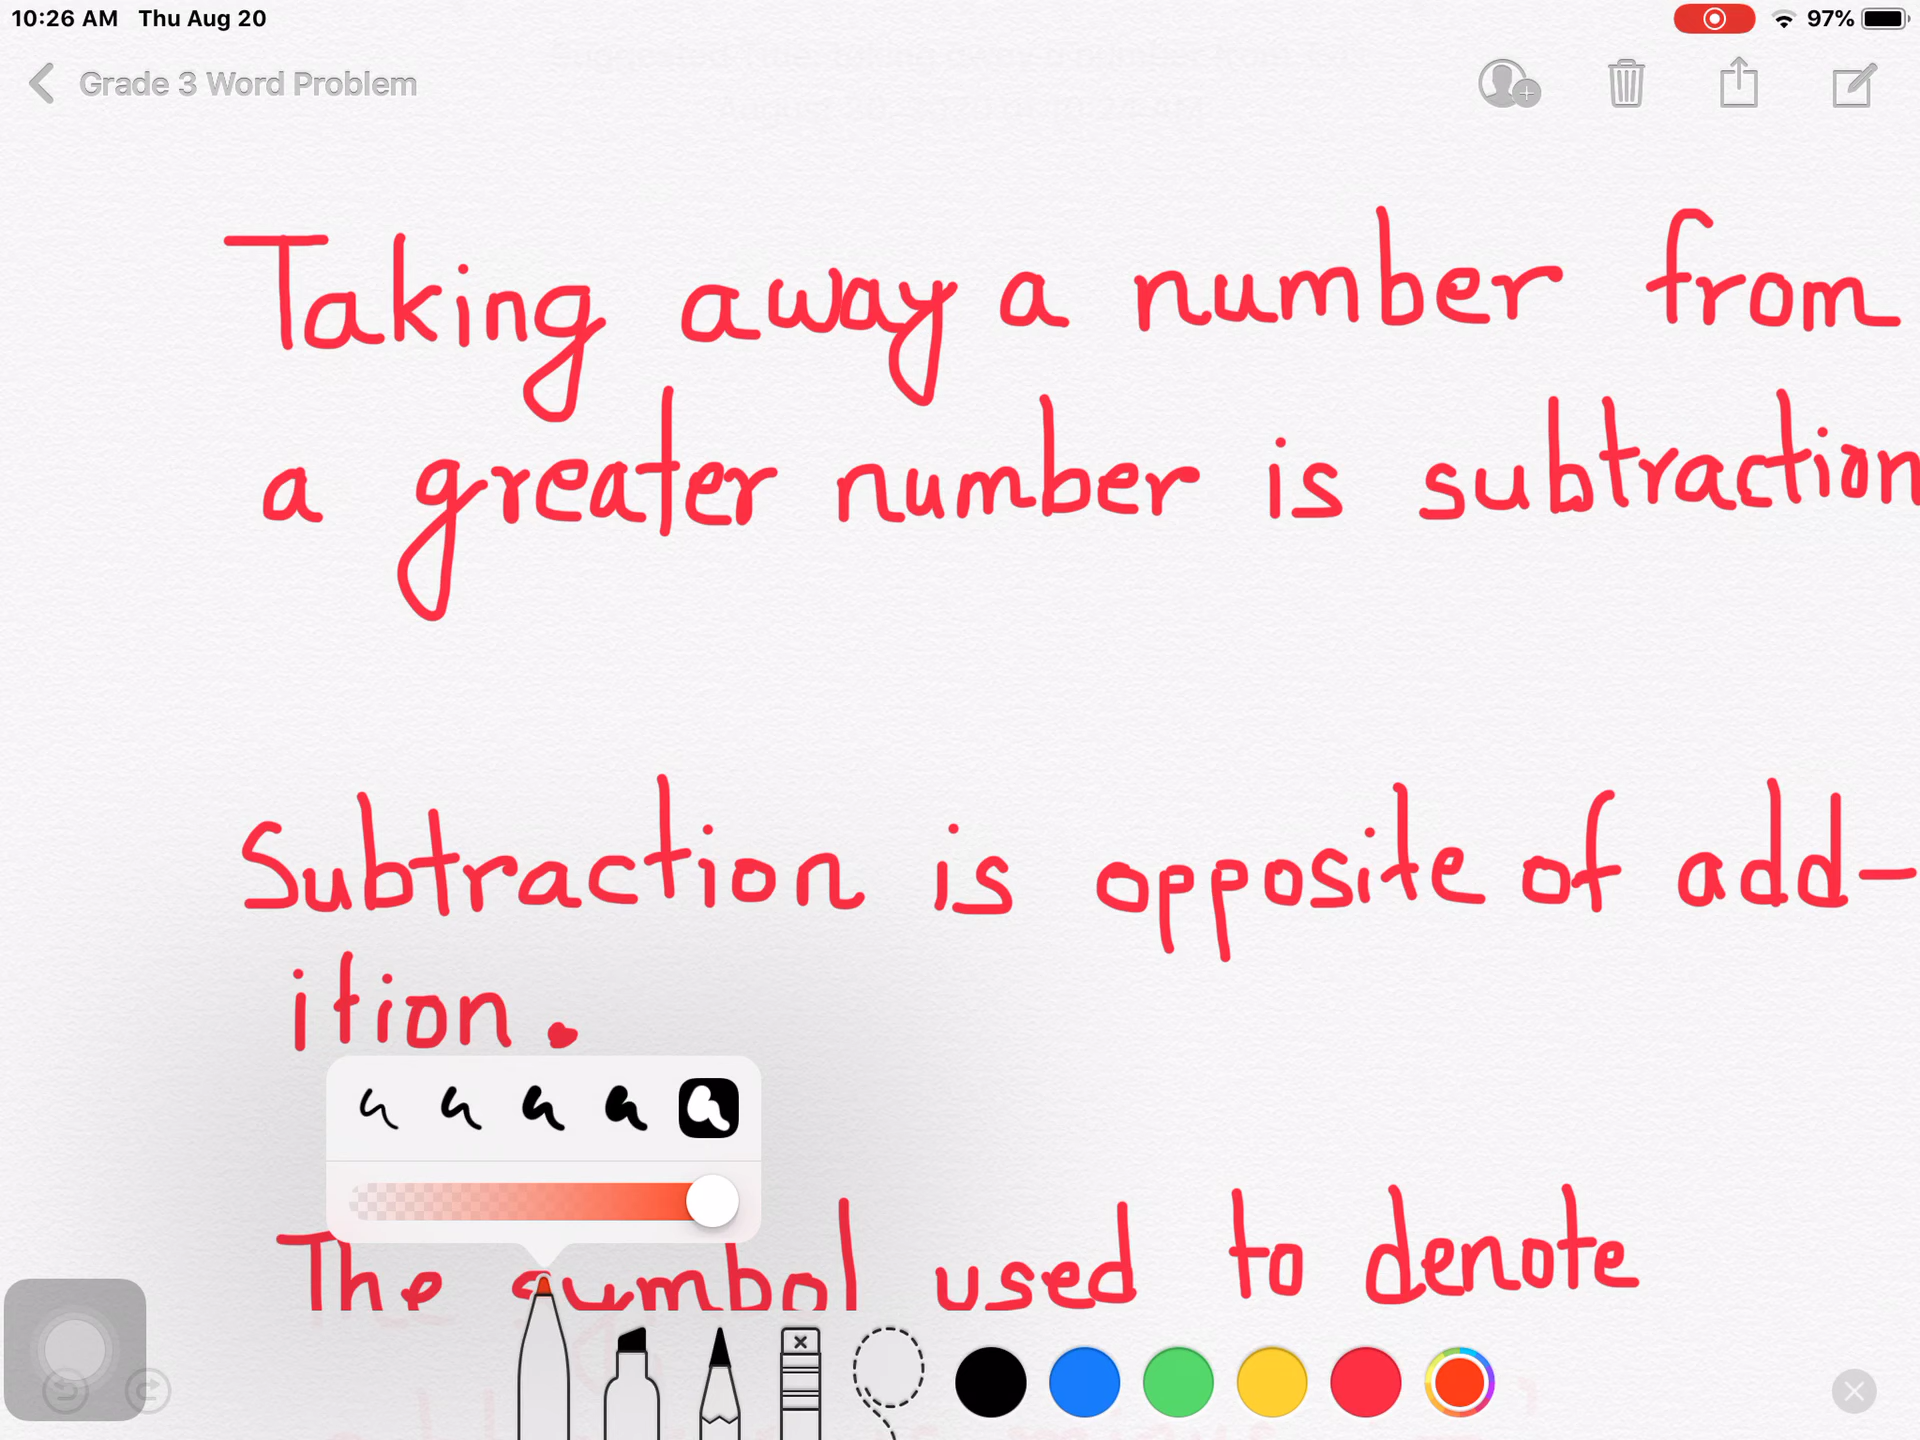 10:26 AM Thu Aug 20 97%
Grade 3 Word Problem
Taking away a number from
a greater number is subtraction
Subtraction is opposite of add-
ition.
The symbol used to denote